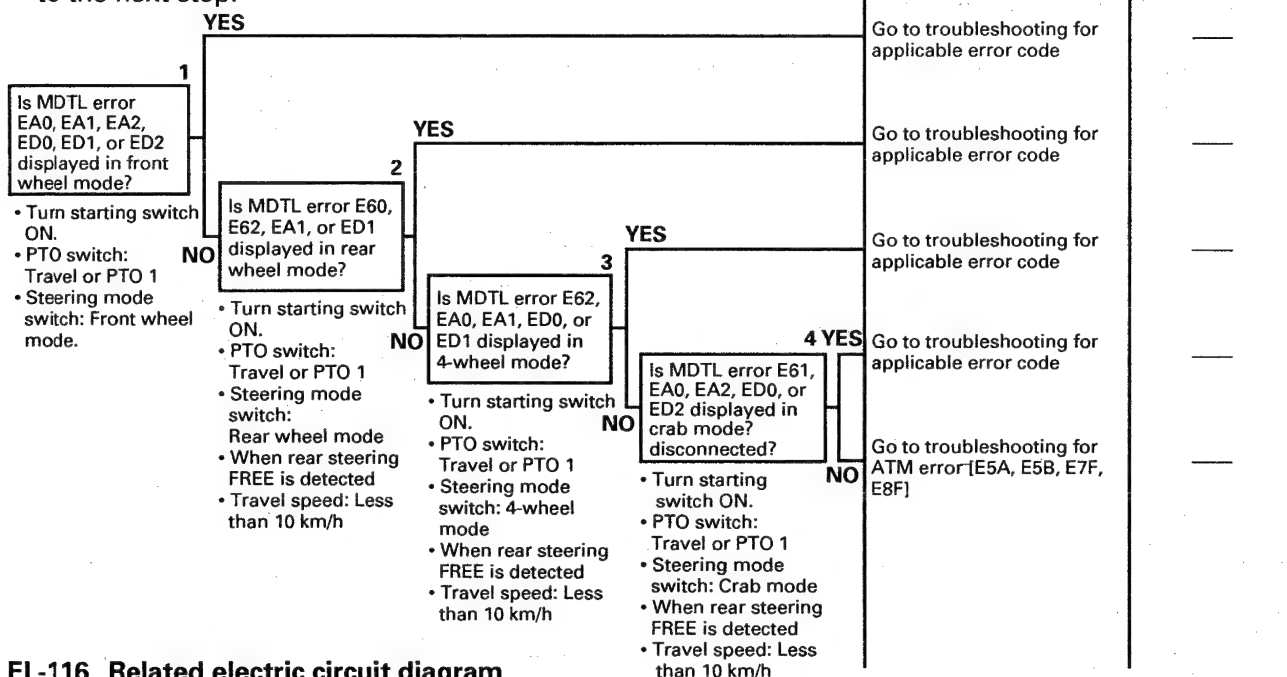 to the next step.
YES
Go to troubleshooting for
applicable error code
1
Is MDTL error
EA0, EA1, EA2,
ED0, ED1, or ED2
displayed in front
wheel mode?
• Turn starting switch
ON.
• PTO switch:
Travel or PTO 1
• Steering mode
switch: Front wheel
mode.
NO
YES
Go to troubleshooting for
applicable error code
2
Is MDTL error E60,
E62, EA1, or ED1
displayed in rear
wheel mode?
• Turn starting switch
ON.
• PTO switch:
Travel or PTO 1
• Steering mode
switch:
Rear wheel mode
• When rear steering
FREE is detected
• Travel speed: Less
than 10 km/h
NO
YES
Go to troubleshooting for
applicable error code
3
Is MDTL error E62,
EA0, EA1, ED0, or
ED1 displayed in
4-wheel mode?
• Turn starting switch
ON.
• PTO switch:
Travel or PTO 1
• Steering mode
switch: 4-wheel
mode
• When rear steering
FREE is detected
• Travel speed: Less
than 10 km/h
NO
4 YES
Go to troubleshooting for
applicable error code
Is MDTL error E61,
EA0, EA2, ED0, or
ED2 displayed in
crab mode?
disconnected?
• Turn starting
switch ON.
• PTO switch:
Travel or PTO 1
• Steering mode
switch: Crab mode
• When rear steering
FREE is detected
• Travel speed: Less
than 10 km/h
NO
Go to troubleshooting for
ATM error [E5A, E5B, E7F,
E8F]
EL-116 Related electric circuit diagram